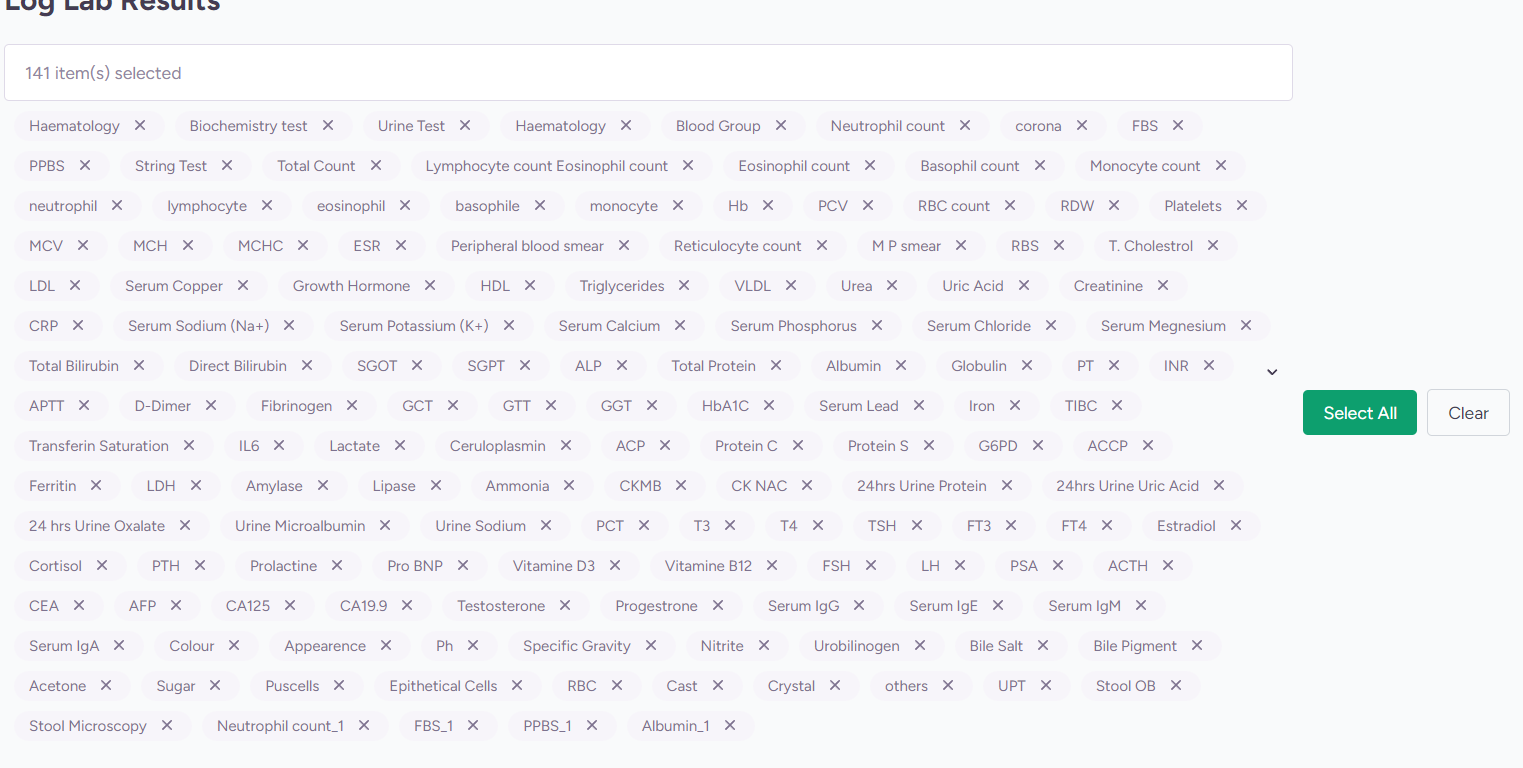 Log Lab Results
141 item(s) selected
Haematology Biochemistry test Urine Test Haematology Blood Group Neutrophil count corona FBS
PPBS String Test Total Count Lymphocyte count Eosinophil count Eosinophil count Basophil count Monocyte count
neutrophil lymphocyte eosinophil basophile monocyte Hb PCV RBC count RDW Platelets
MCV MCH MCHC ESR Peripheral blood smear Reticulocyte count M P smear RBS T. Cholestrol
LDL Serum Copper Growth Hormone HDL Triglycerides VLDL Urea Uric Acid Creatinine
CRP Serum Sodium (Na+) Serum Potassium (K+) Serum Calcium Serum Phosphorus Serum Chloride Serum Megnesium
Total Bilirubin Direct Bilirubin SGOT SGPT ALP Total Protein Albumin Globulin PT INR
APTT D-Dimer Fibrinogen GCT GTT GGT HbA1C Serum Lead Iron TIBC
Select All Clear
Transferin Saturation IL6 Lactate Ceruloplasmin ACP Protein C Protein S G6PD ACCP
Ferritin LDH Amylase Lipase Ammonia CKMB CK NAC 24hrs Urine Protein 24hrs Urine Uric Acid
24 hrs Urine Oxalate Urine Microalbumin Urine Sodium PCT T3 T4 TSH FT3 FT4 Estradiol
Cortisol PTH Prolactine Pro BNP Vitamine D3 Vitamine B12 FSH LH PSA ACTH
CEA AFP CA125 CA19.9 Testosterone Progestrone Serum IgG Serum IgE Serum IgM
Serum IgA Colour Appearence Ph Specific Gravity Nitrite Urobilinogen Bile Salt Bile Pigment
Acetone Sugar Puscells Epithetical Cells RBC Cast Crystal others UPT Stool OB
Stool Microscopy Neutrophil count_1 FBS_1 PPBS_1 Albumin_1